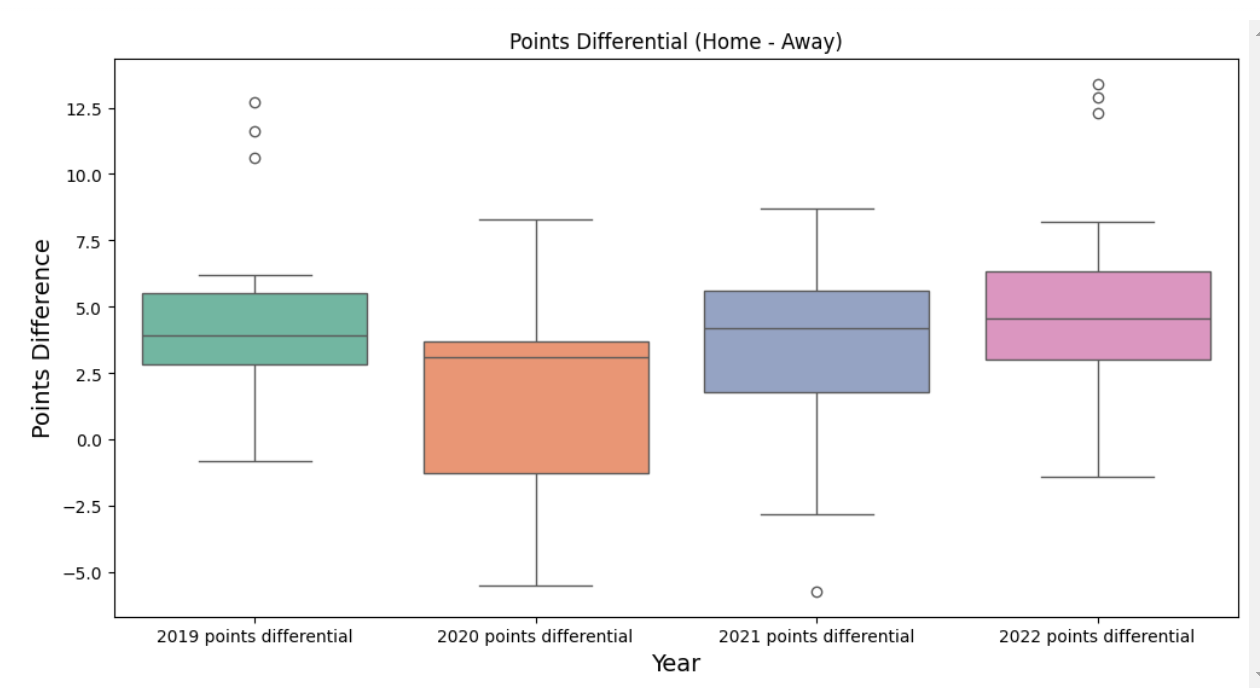 Points Differential (Home - Away)
Points Difference
12.5
10.0
7.5
5.0
2.5
0.0
−2.5
−5.0
2019 points differential
2020 points differential
2021 points differential
2022 points differential
Year